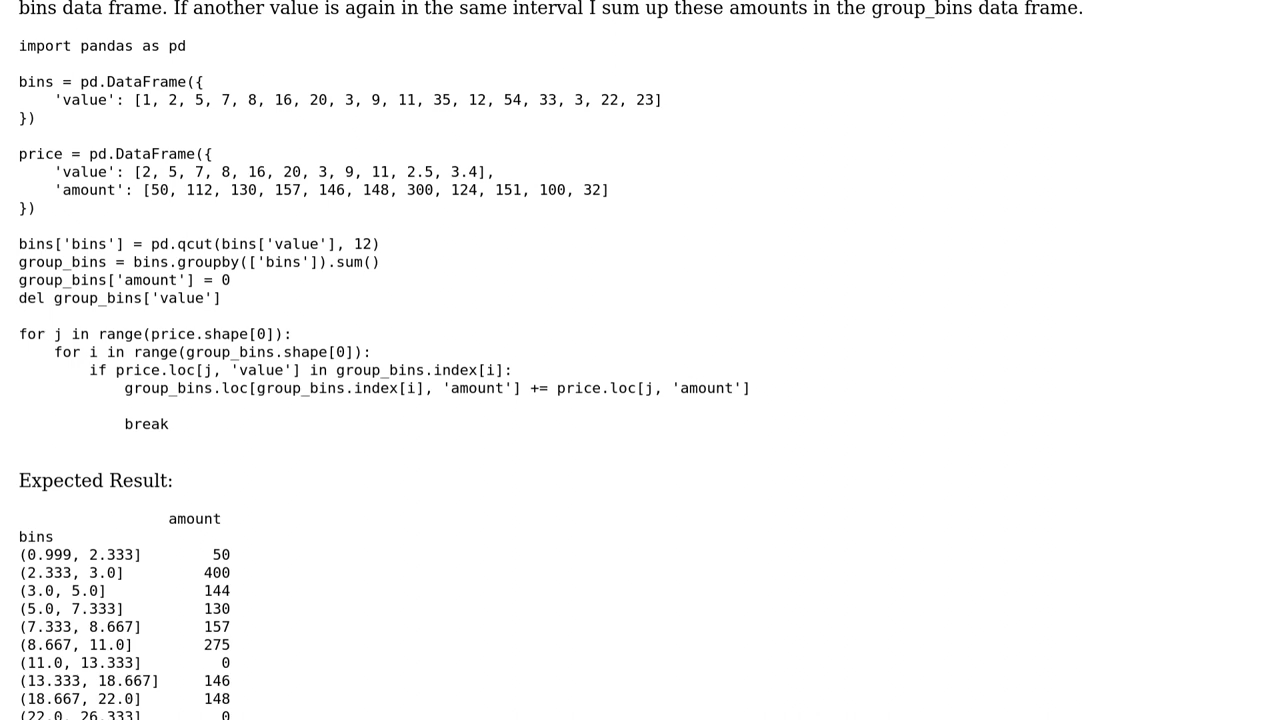 bins data frame. If another value is again in the same interval I sum up these amounts in the group_bins data frame.
import pandas as pd
bins = pd.DataFrame({
    'value': [1, 2, 5, 7, 8, 16, 20, 3, 9, 11, 35, 12, 54, 33, 3, 22, 23]
})
price = pd.DataFrame({
    'value': [2, 5, 7, 8, 16, 20, 3, 9, 11, 2.5, 3.4],
    'amount': [50, 112, 130, 157, 146, 148, 300, 124, 151, 100, 32]
})
bins['bins'] = pd.qcut(bins['value'], 12)
group_bins = bins.groupby(['bins']).sum()
group_bins['amount'] = 0
del group_bins['value']
for j in range(price.shape[0]):
    for i in range(group_bins.shape[0]):
        if price.loc[j, 'value'] in group_bins.index[i]:
            group_bins.loc[group_bins.index[i], 'amount'] += price.loc[j, 'amount']
            break
Expected Result:
                 amount
bins
(0.999, 2.333]        50
(2.333, 3.0]         400
(3.0, 5.0]           144
(5.0, 7.333]         130
(7.333, 8.667]       157
(8.667, 11.0]        275
(11.0, 13.333]         0
(13.333, 18.667]     146
(18.667, 22.0]       148
(22.0, 26.333]         0